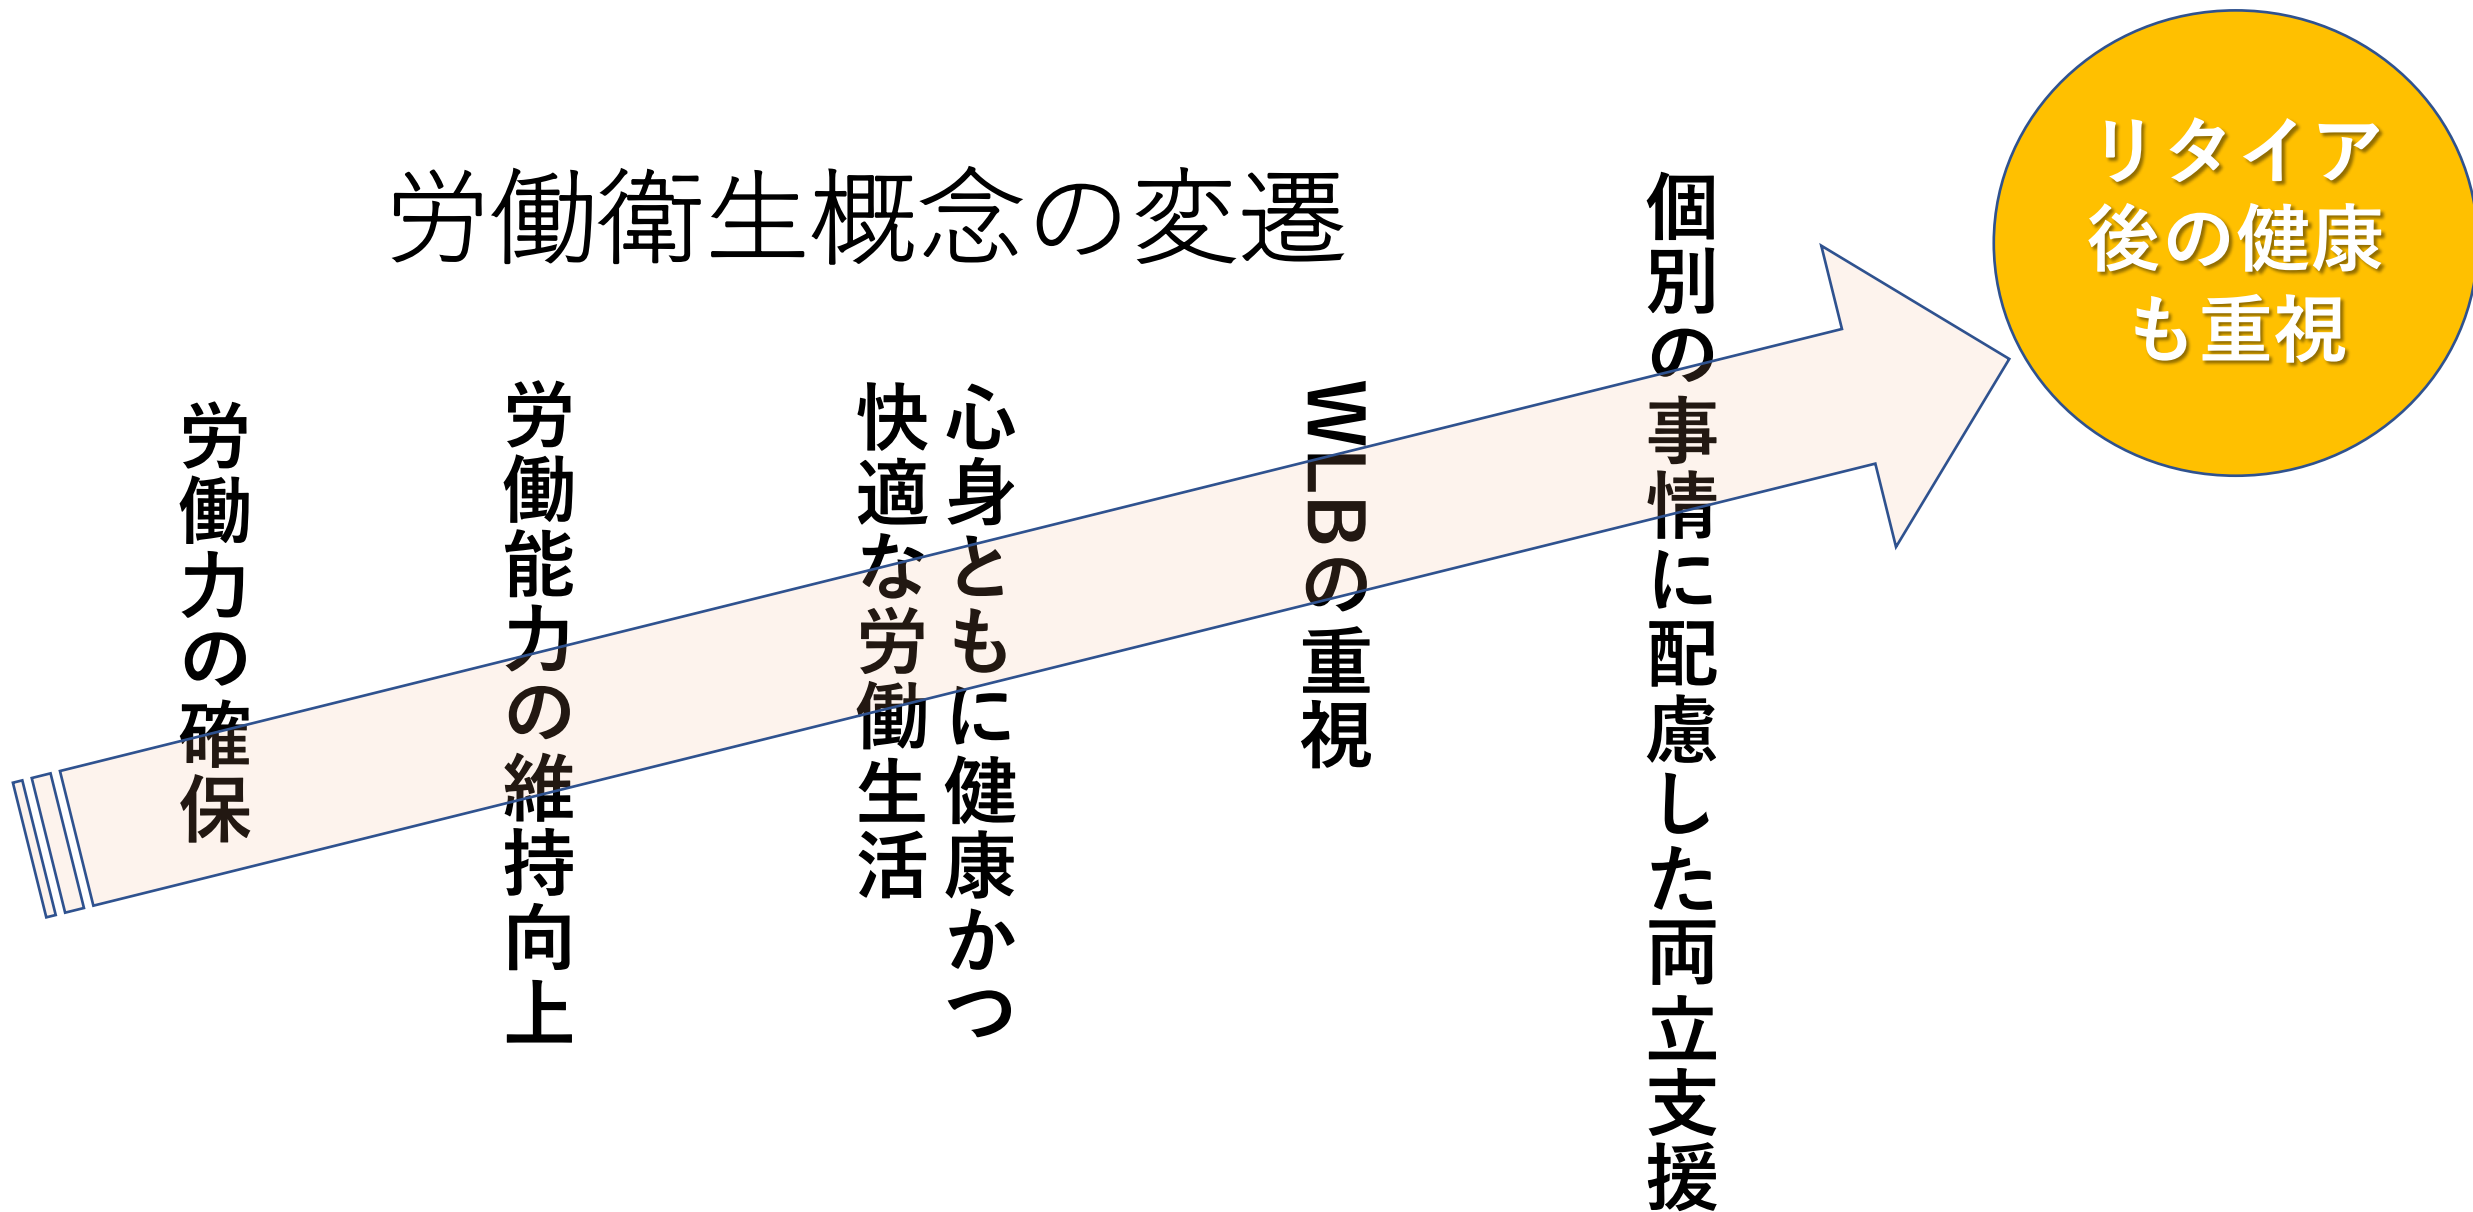 労働衛生概念の変遷
労働力の確保
労働能力の維持向上
心身ともに健康かつ
快適な労働生活
WLBの重視
個別の事情に配慮した両立支援
リタイア
後の健康
も重視